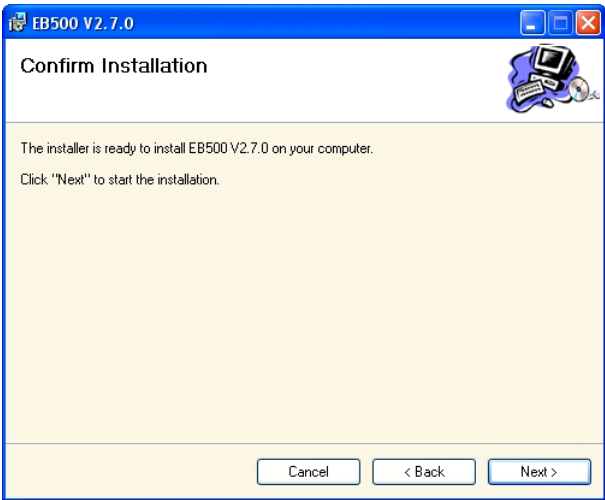 EB500 V2.7.0
Confirm Installation
The installer is ready to install EB500 V2.7.0 on your computer.
Click "Next" to start the installation.
Cancel
< Back
Next >